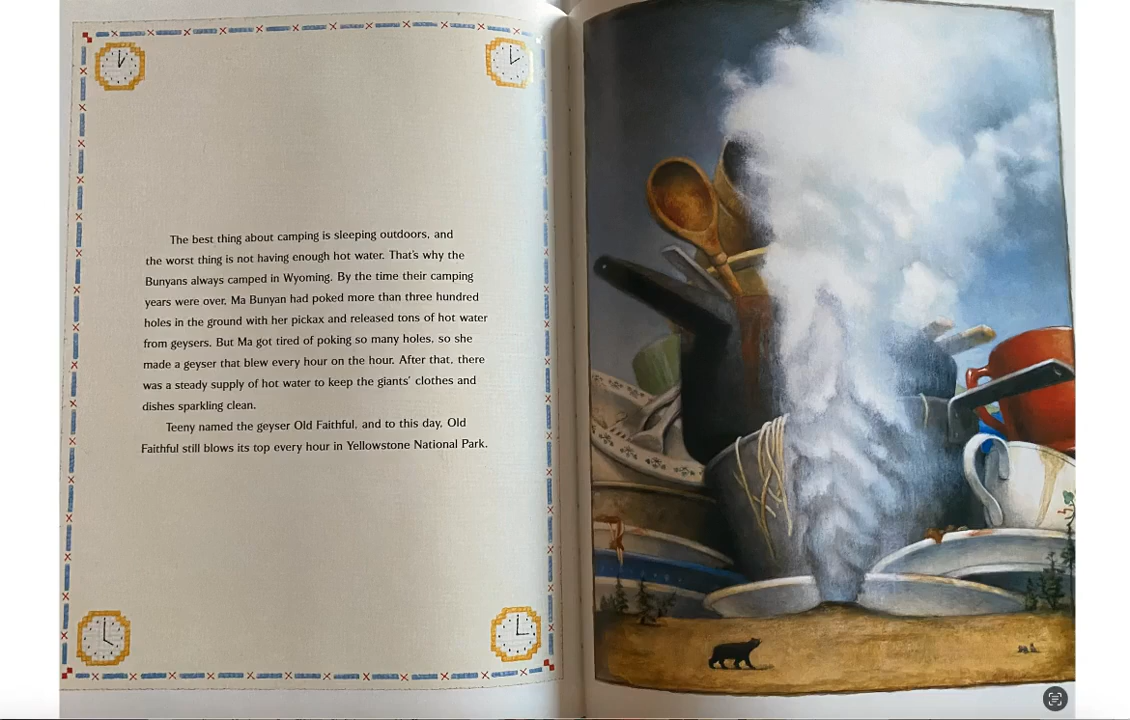 The best thing about camping is sleeping outdoors, and
the worst thing is not having enough hot water. That's why the
Bunyans always camped in Wyoming. By the time their camping
years were over, Ma Bunyan had poked more than three hundred
holes in the ground with her pickax and released tons of hot water
from geysers. But Ma got tired of poking so many holes, so she
made a geyser that blew every hour on the hour. After that, there
was a steady supply of hot water to keep the giants' clothes and
dishes sparkling clean.
Teeny named the geyser Old Faithful, and to this day, Old
Faithful still blows its top every hour in Yellowstone National Park.